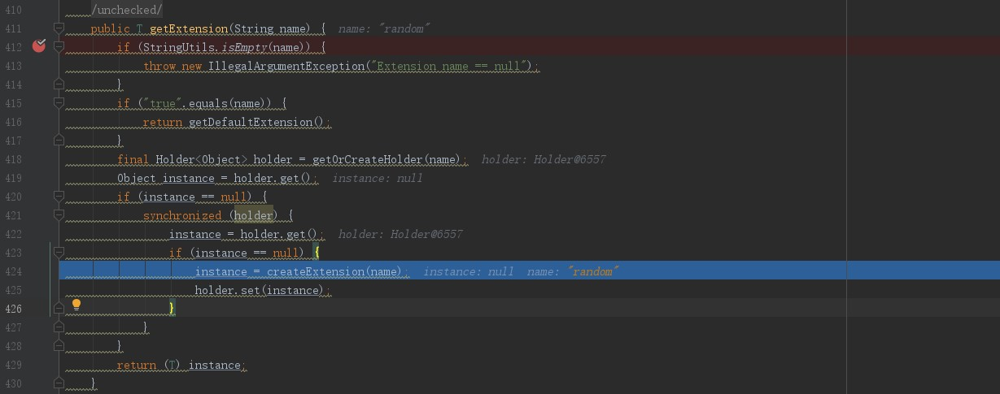 410 /unchecked/
411 public T getExtension(String name) { name: "random"
412 if (StringUtils.isEmpty(name)) {
413 throw new IllegalArgumentException("Extension name == null");
414 }
415 if ("true".equals(name)) {
416 return getDefaultExtension();
417 }
418 final Holder<Object> holder = getOrCreateHolder(name); holder: Holder@6557
419 Object instance = holder.get(); instance: null
420 if (instance == null) {
421 synchronized (holder) {
422 instance = holder.get(); holder: Holder@6557
423 if (instance == null) {
424 instance = createExtension(name); instance: null name: "random"
425 holder.set(instance);
426 }
427 }
428 }
429 return (T) instance;
430 }